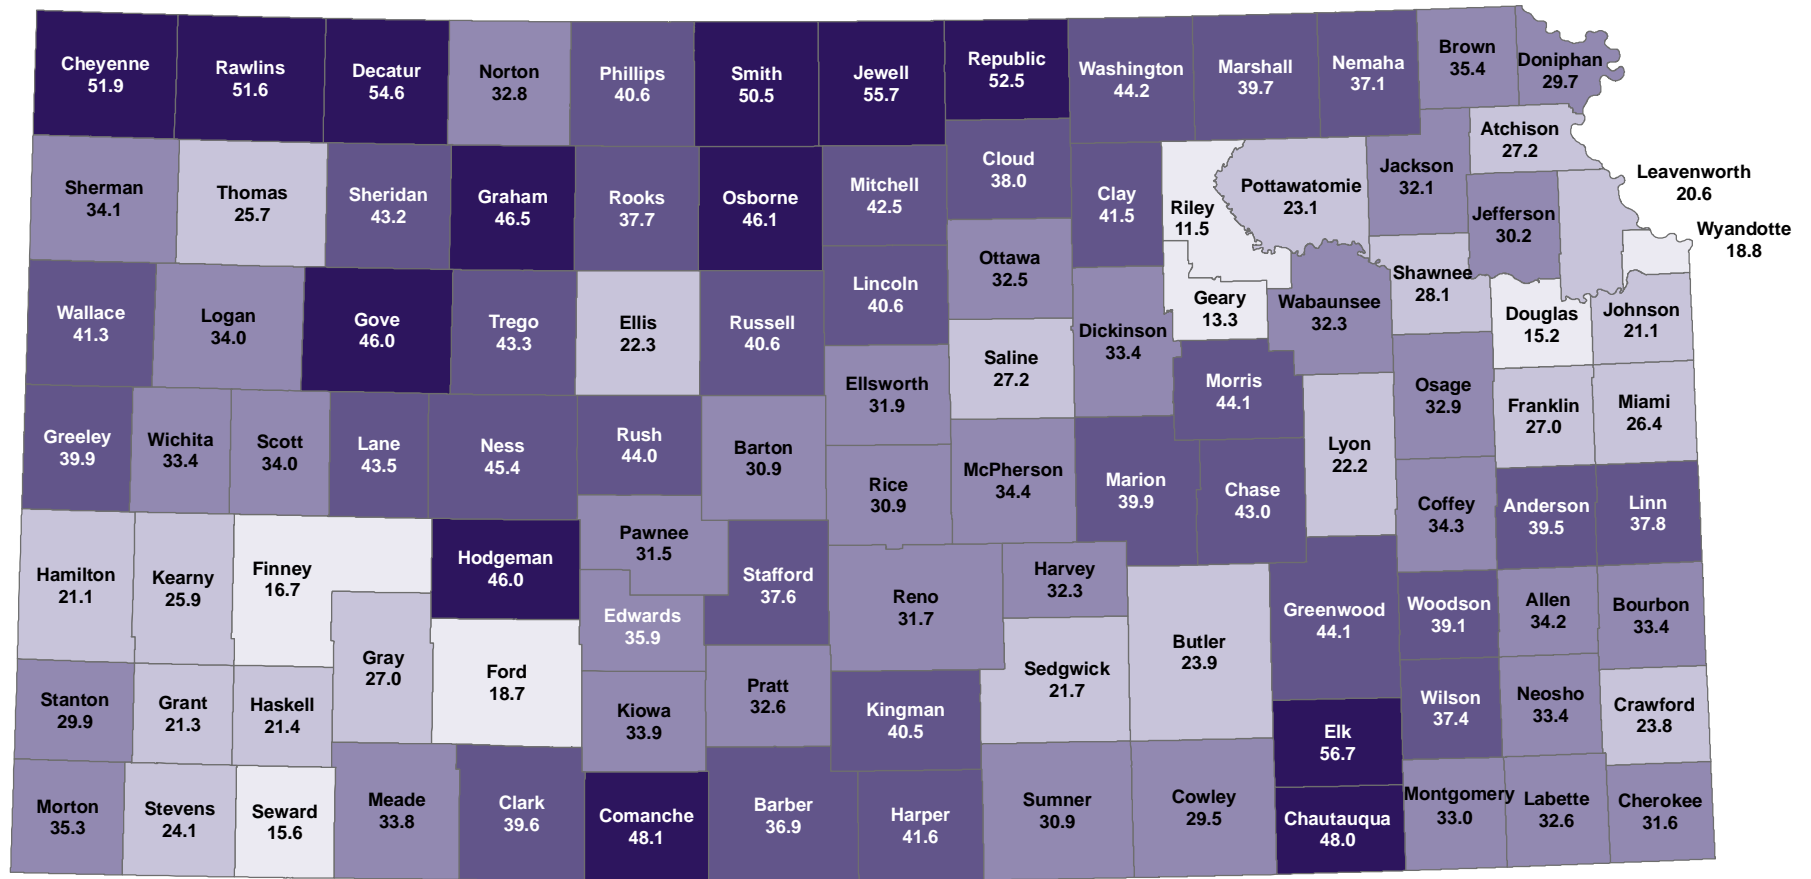 Cheyenne
51.9
Rawlins
51.6
Decatur
54.6
Norton
32.8
Phillips
40.6
Smith
50.5
Jewell
55.7
Republic
52.5
Washington
44.2
Marshall
39.7
Nemaha
37.1
Brown
35.4
Doniphan
29.7
Sherman
34.1
Thomas
25.7
Sheridan
43.2
Graham
46.5
Rooks
37.7
Osborne
46.1
Mitchell
42.5
Cloud
38.0
Clay
41.5
Riley
11.5
Pottawatomie
23.1
Jackson
32.1
Atchison
27.2
Jefferson
30.2
Leavenworth
20.6
Wyandotte
18.8
Wallace
41.3
Logan
34.0
Gove
46.0
Trego
43.3
Ellis
22.3
Russell
40.6
Lincoln
40.6
Ottawa
32.5
Saline
27.2
Dickinson
33.4
Geary
13.3
Wabaunsee
32.3
Shawnee
28.1
Douglas
15.2
Johnson
21.1
Greeley
39.9
Wichita
33.4
Scott
34.0
Lane
43.5
Ness
45.4
Rush
44.0
Barton
30.9
Ellsworth
31.9
Rice
30.9
McPherson
34.4
Marion
39.9
Morris
44.1
Chase
43.0
Lyon
22.2
Osage
32.9
Franklin
27.0
Miami
26.4
Coffey
34.3
Anderson
39.5
Linn
37.8
Hamilton
21.1
Kearny
25.9
Finney
16.7
Hodgeman
46.0
Pawnee
31.5
Edwards
35.9
Stafford
37.6
Reno
31.7
Harvey
32.3
Butler
23.9
Greenwood
44.1
Woodson
39.1
Allen
34.2
Bourbon
33.4
Stanton
29.9
Grant
21.3
Haskell
21.4
Gray
27.0
Ford
18.7
Kiowa
33.9
Pratt
32.6
Kingman
40.5
Sedgwick
21.7
Elk
56.7
Wilson
37.4
Neosho
33.4
Crawford
23.8
Morton
35.3
Stevens
24.1
Seward
15.6
Meade
33.8
Clark
39.6
Comanche
48.1
Barber
36.9
Harper
41.6
Sumner
30.9
Cowley
29.5
Chautauqua
48.0
Montgomery
33.0
Labette
32.6
Cherokee
31.6